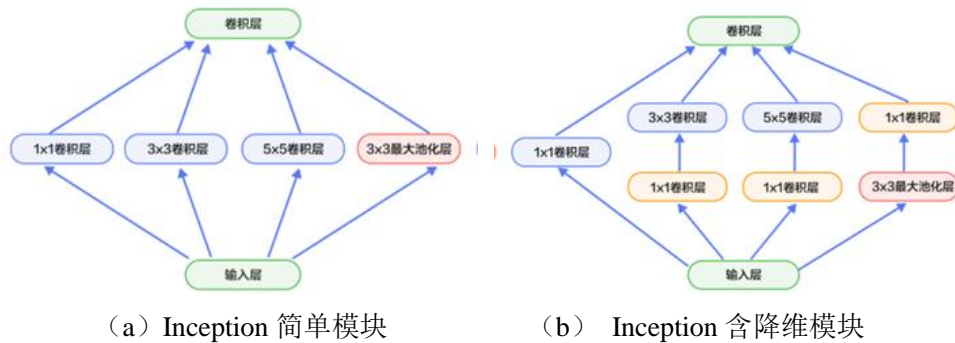 卷积层
1x1卷积层 3x3卷积层 5x5卷积层 3x3最大池化层
输入层
卷积层
3x3卷积层 5x5卷积层 1x1卷积层
1x1卷积层
1x1卷积层 1x1卷积层 3x3最大池化层
输入层
（a）Inception 简单模块
（b） Inception 含降维模块